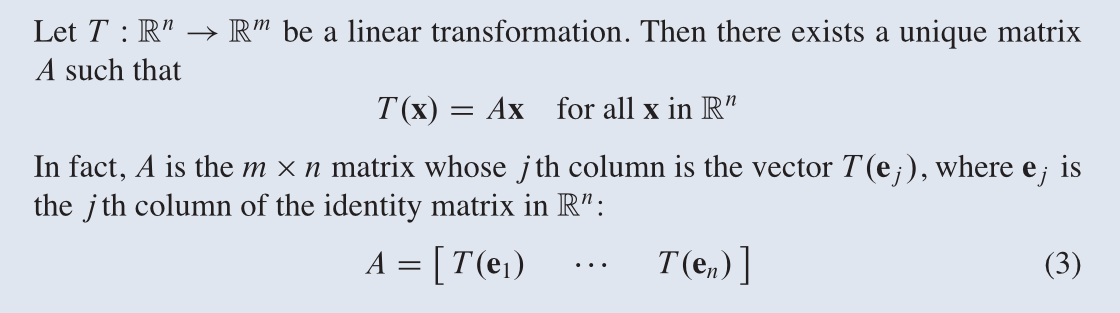 Let T : ℝⁿ → ℝᵐ be a linear transformation. Then there exists a unique matrix
A such that
T(x) = Ax for all x in ℝⁿ
In fact, A is the m × n matrix whose jth column is the vector T(eⱼ), where eⱼ is
the jth column of the identity matrix in ℝⁿ:
A = [ T(e₁) ⋯ T(eₙ) ] (3)